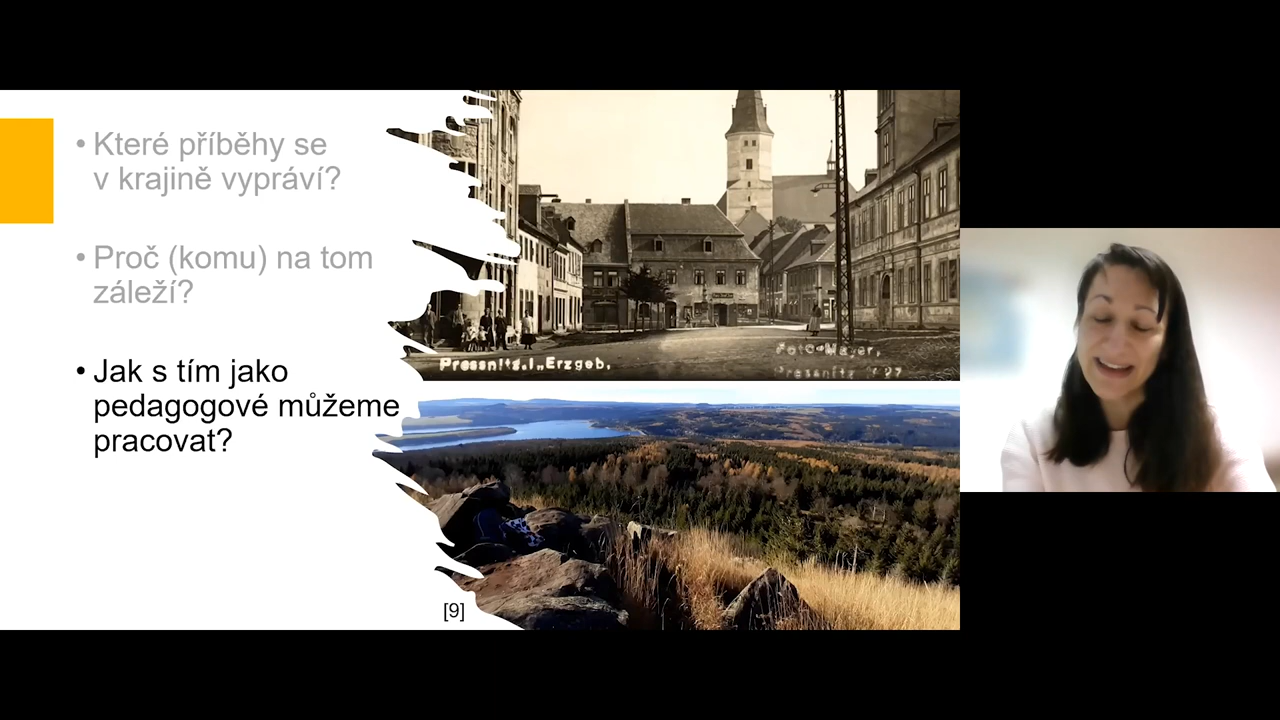 • Které příběhy se
v krajině vypráví?
• Proč (komu) na tom
záleží?
• Jak s tím jako
pedagogové můžeme
pracovat?
Pressnitz.i.Erzgeb.
Foto-Mayer,
Pressnitz
[9]